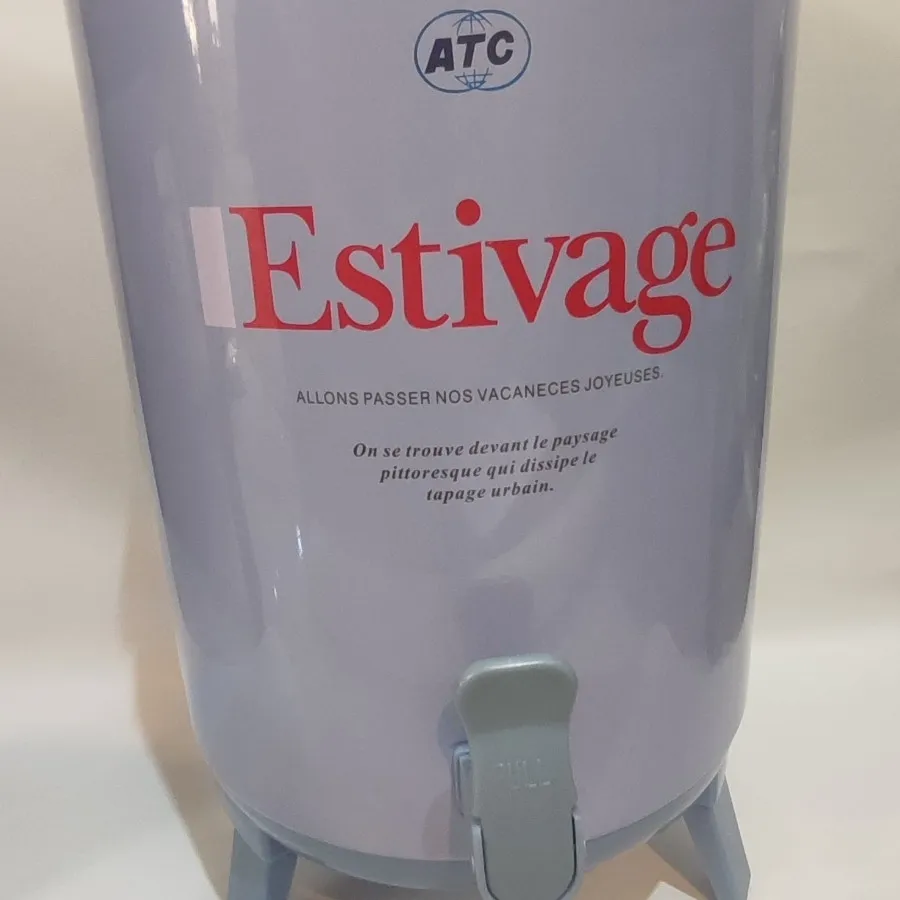 ATC
Estivage
ALLONS PASSER NOS VACANECES JOYEUSES.
On se trouve devant le paysage
pittoresque qui dissipe le
tapage urbain.
PULL